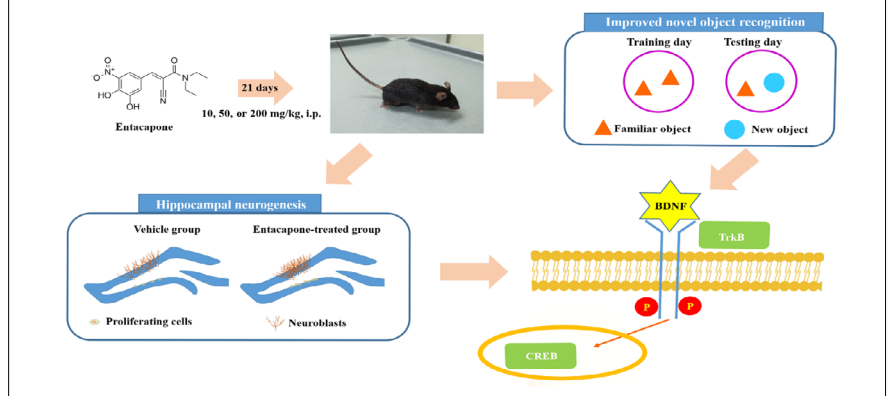 Improved novel object recognition
Training day
Testing day
Familiar object
New object
O₂N
N
O
N
HO
OH
Entacapone
21 days
10, 50, or 200 mg/kg, i.p.
Hippocampal neurogenesis
Vehicle group
Entacapone-treated group
Proliferating cells
Neuroblasts
BDNF
TrkB
P
P
CREB